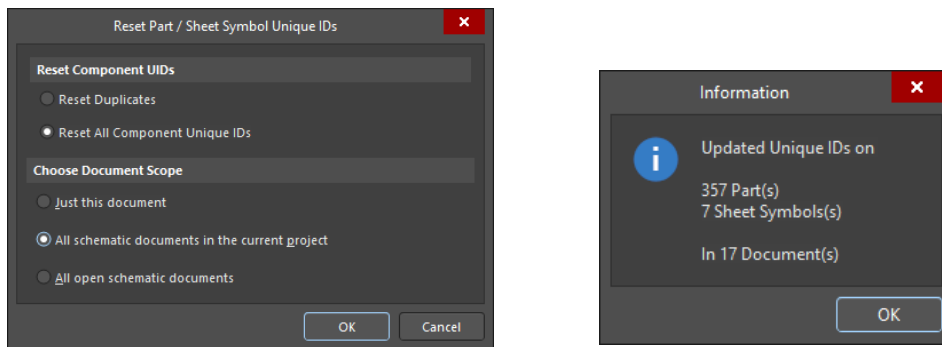 Reset Part / Sheet Symbol Unique IDs
Reset Component UIDs
Reset Duplicates
Reset All Component Unique IDs
Choose Document Scope
Just this document
All schematic documents in the current project
All open schematic documents
OK
Cancel
Information
Updated Unique IDs on
357 Part(s)
7 Sheet Symbols(s)
In 17 Document(s)
OK